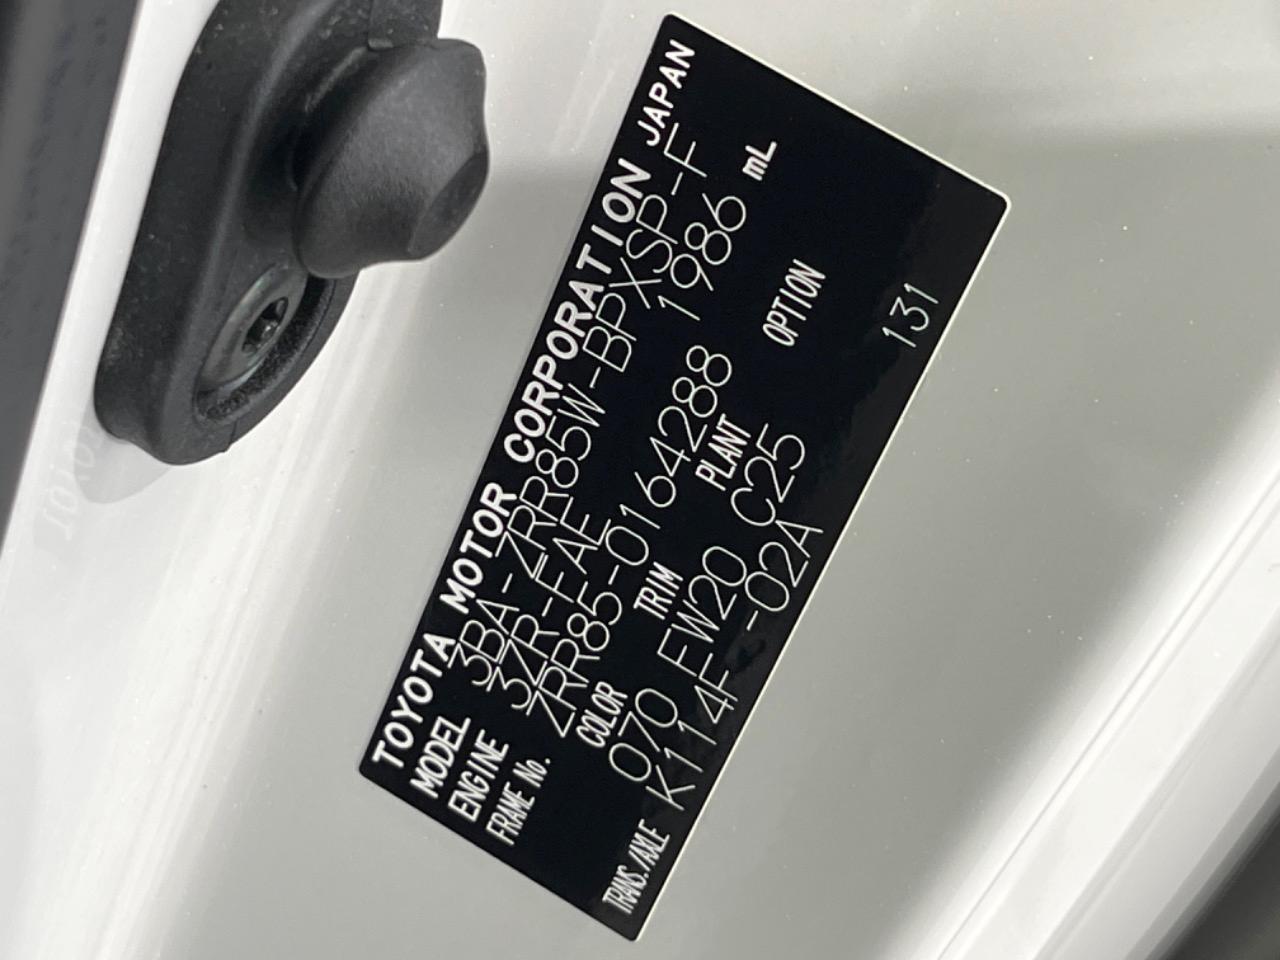 TOYOTA MOTOR CORPORATION JAPAN
MODEL 3BA-ZRR85W-BPXSP-F
ENGINE 3ZR-FAE 1986 mL
FRAME No. ZRR85-0164288
COLOR TRIM PLANT OPTION
070 FW20 C25
TRANS./AXLE K114F -02A 131